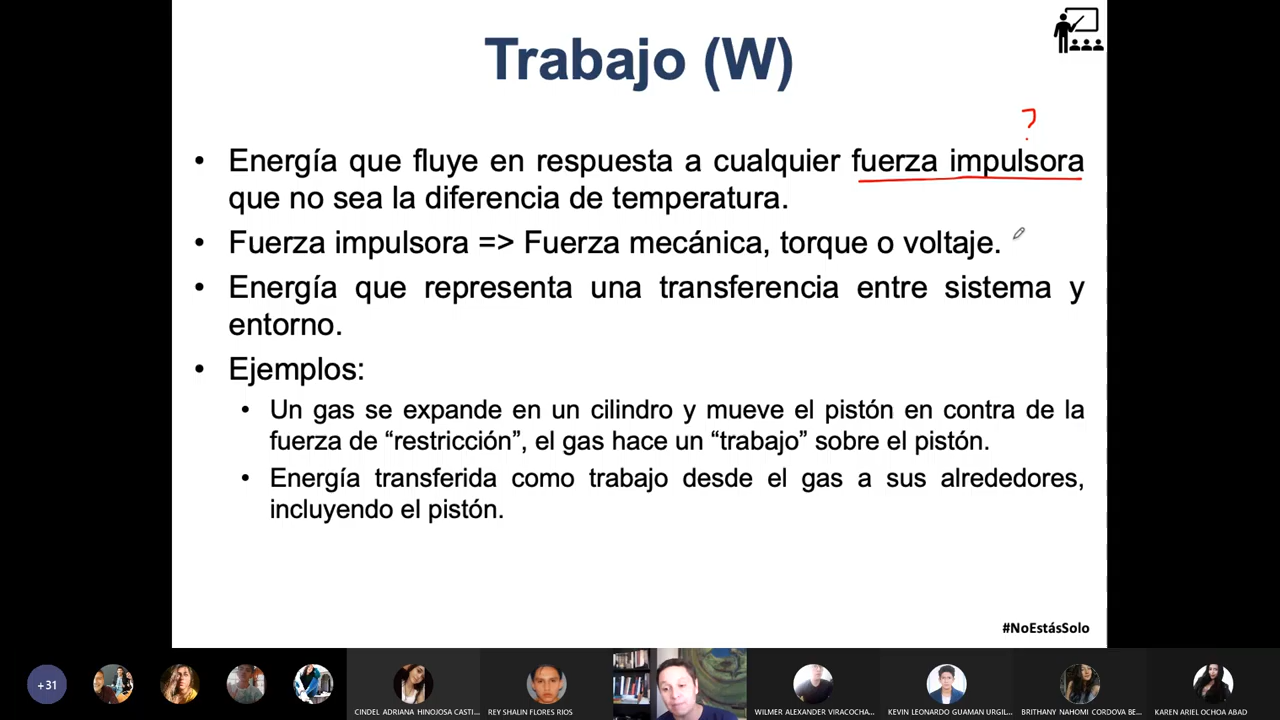 Trabajo (W)
?
• Energía que fluye en respuesta a cualquier fuerza impulsora
que no sea la diferencia de temperatura.
• Fuerza impulsora => Fuerza mecánica, torque o voltaje.
• Energía que representa una transferencia entre sistema y
entorno.
• Ejemplos:
• Un gas se expande en un cilindro y mueve el pistón en contra de la
fuerza de “restricción”, el gas hace un “trabajo” sobre el pistón.
• Energía transferida como trabajo desde el gas a sus alrededores,
incluyendo el pistón.
#NoEstásSolo
+31
CINDEL ADRIANA HINOJOSA CASTI...
REY SHALIN FLORES RIOS
WILMER ALEXANDER VIRACOCHA...
KEVIN LEONARDO GUAMAN URGIL...
BRITHANY NAHOMI CORDOVA BE...
KAREN ARIEL OCHOA ABAD